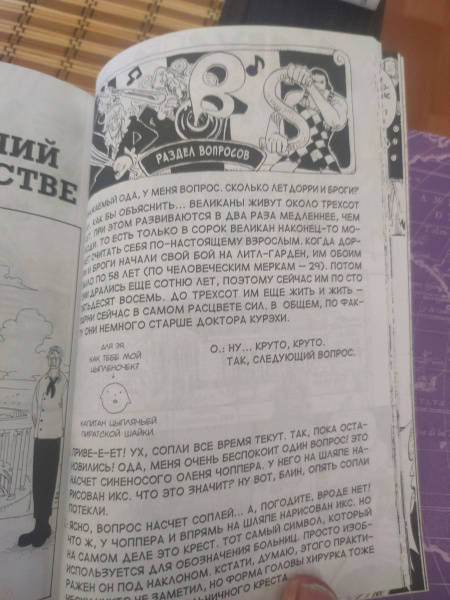 НИЙ
СТВЕ
В
РАЗДЕЛ ВОПРОСОВ
ОДА, У МЕНЯ ВОПРОС. СКОЛЬКО ЛЕТ ДОРРИ И БРОГИ?
КАК БЫ ОБЪЯСНИТЬ... ВЕЛИКАНЫ ЖИВУТ ОКОЛО ТРЕХСОТ
ПРИ ЭТОМ РАЗВИВАЮТСЯ В ДВА РАЗА МЕДЛЕННЕЕ, ЧЕМ
ТО ЕСТЬ ТОЛЬКО В СОРОК ВЕЛИКАН НАКОНЕЦ-ТО МО-
СЧИТАТЬ СЕБЯ ПО-НАСТОЯЩЕМУ ВЗРОСЛЫМ. КОГДА ДОР-
И БРОГИ НАЧАЛИ СВОЙ БОЙ НА ЛИТЛ-ГАРДЕН, ИМ ОБОИМ
ПО 58 ЛЕТ (ПО ЧЕЛОВЕЧЕСКИМ МЕРКАМ – 29). ПОТОМ
ДРАЛИСЬ ЕЩЕ СОТНЮ ЛЕТ, ПОЭТОМУ СЕЙЧАС ИМ ПО СТО
ВОСЕМЬ. ДО ТРЕХСОТ ИМ ЕЩЕ ЖИТЬ И ЖИТЬ –
СЕЙЧАС В САМОМ РАСЦВЕТЕ СИЛ. В ОБЩЕМ, ПО ФАК-
ОНИ НЕМНОГО СТАРШЕ ДОКТОРА КУРЭХИ.
ДЛЯ ЭЯ.
КАК ТЕБЕ МОЙ
ЦЫПЛЕНОЧЕК?
КАПИТАН ЦЫПЛЯЧЬЕЙ
ПИРАТСКОЙ ШАЙКИ.
О.: НУ... КРУТО, КРУТО.
ТАК, СЛЕДУЮЩИЙ ВОПРОС.
ПРИВЕ-Е-ЕТ! УХ, СОПЛИ ВСЕ ВРЕМЯ ТЕКУТ. ТАК, ПОКА ОСТА-
НОВИЛИСЬ! ОДА, МЕНЯ ОЧЕНЬ БЕСПОКОИТ ОДИН ВОПРОС! ЭТО
НАСЧЕТ СИНЕНОСОГО ОЛЕНЯ ЧОППЕРА. У НЕГО НА ШЛЯПЕ НА-
РИСОВАН ИКС. ЧТО ЭТО ЗНАЧИТ? НУ ВОТ, БЛИН, ОПЯТЬ СОПЛИ
ПОТЕКЛИ.
ЯСНО, ВОПРОС НАСЧЕТ СОПЛЕЙ... А, ПОГОДИТЕ, ВРОДЕ НЕТ!
ЧТО Ж, У ЧОППЕРА И ВПРЯМЬ НА ШЛЯПЕ НАРИСОВАН ИКС, НО
НА САМОМ ДЕЛЕ ЭТО КРЕСТ. ТОТ САМЫЙ СИМВОЛ, КОТОРЫЙ
ИСПОЛЬЗУЕТСЯ ДЛЯ ОБОЗНАЧЕНИЯ БОЛЬНИЦ. ПРОСТО ИЗОБ-
РАЖЕН ОН ПОД НАКЛОНОМ. КСТАТИ, ДУМАЮ, ЭТОГО ПРАКТИ-
НИКТО НЕ ЗАМЕТИЛ, НО ФОРМА ГОЛОВЫ ХИРУРКА ТОЖЕ
КРЕСТА.